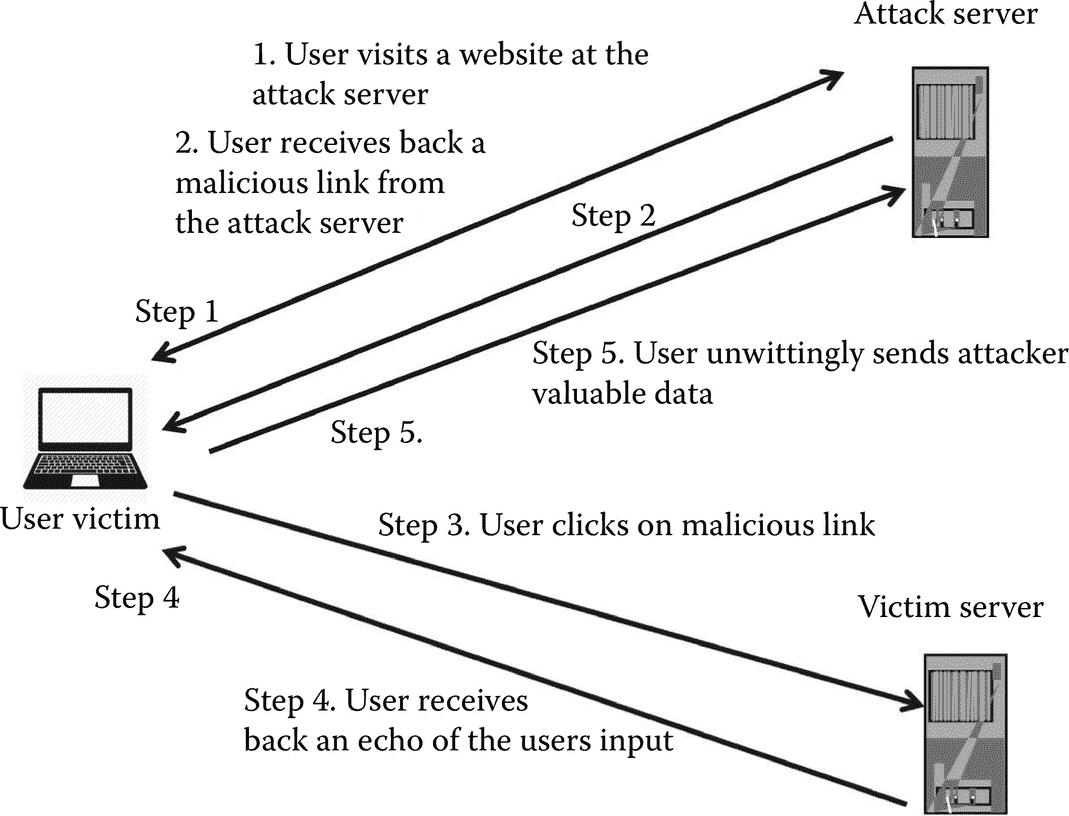 Attack server
1. User visits a website at the
attack server
2. User receives back a
malicious link from
the attack server
Step 2
Step 1
Step 5. User unwittingly sends attacker
valuable data
Step 5.
User victim
Step 3. User clicks on malicious link
Step 4
Victim server
Step 4. User receives
back an echo of the users input